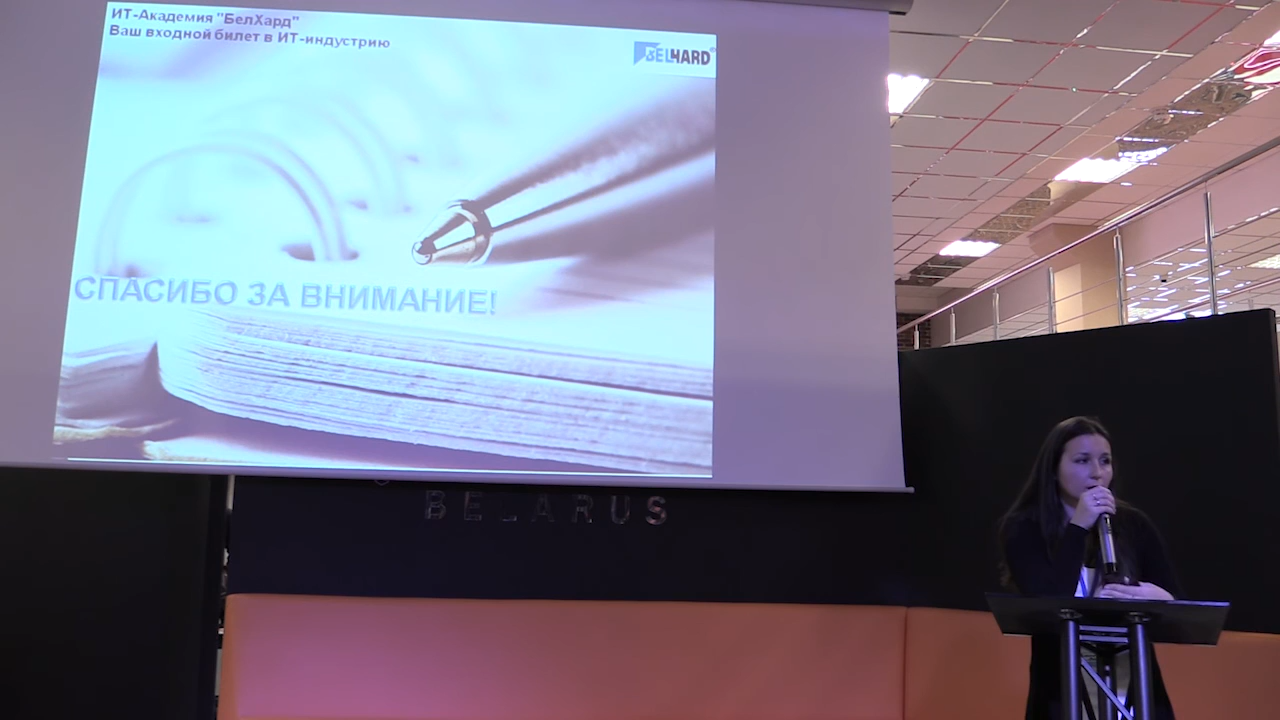 ИТ-Академия "БелХард"
Ваш входной билет в ИТ-индустрию
BELHARD®
СПАСИБО ЗА ВНИМАНИЕ!
BELARUS